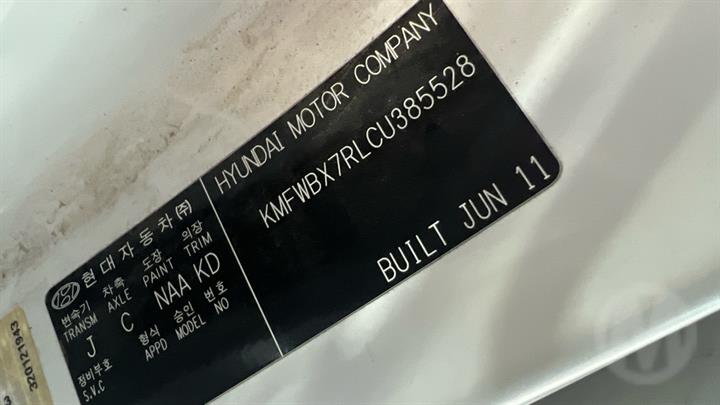 현대자동차(주)
변속기 차축 도장 의장
TRANSM AXLE PAINT TRIM
J C NAA KD
정비부호 형식 승인 번호
S.V.C APPD MODEL NO
HYUNDAI MOTOR COMPANY
KMFWBX7RLCU385528
BUILT JUN 11
320121943